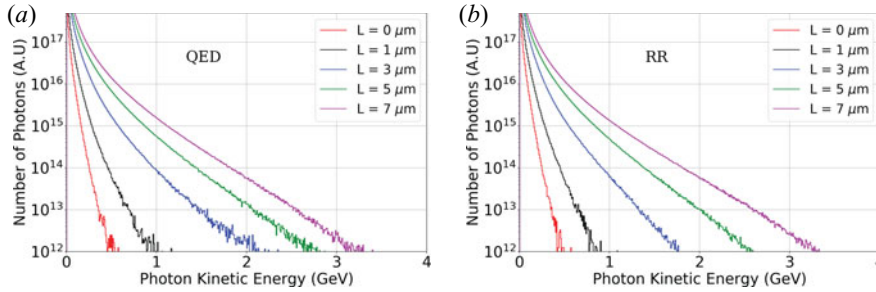 (a)
Number of Photons (A.U)
10^17
10^16
10^15
10^14
10^13
10^12
QED
L = 0 μm
L = 1 μm
L = 3 μm
L = 5 μm
L = 7 μm
0 1 2 3 4
Photon Kinetic Energy (GeV)
(b)
Number of Photons (A.U)
10^17
10^16
10^15
10^14
10^13
10^12
RR
L = 0 μm
L = 1 μm
L = 3 μm
L = 5 μm
L = 7 μm
0 1 2 3 4
Photon Kinetic Energy (GeV)